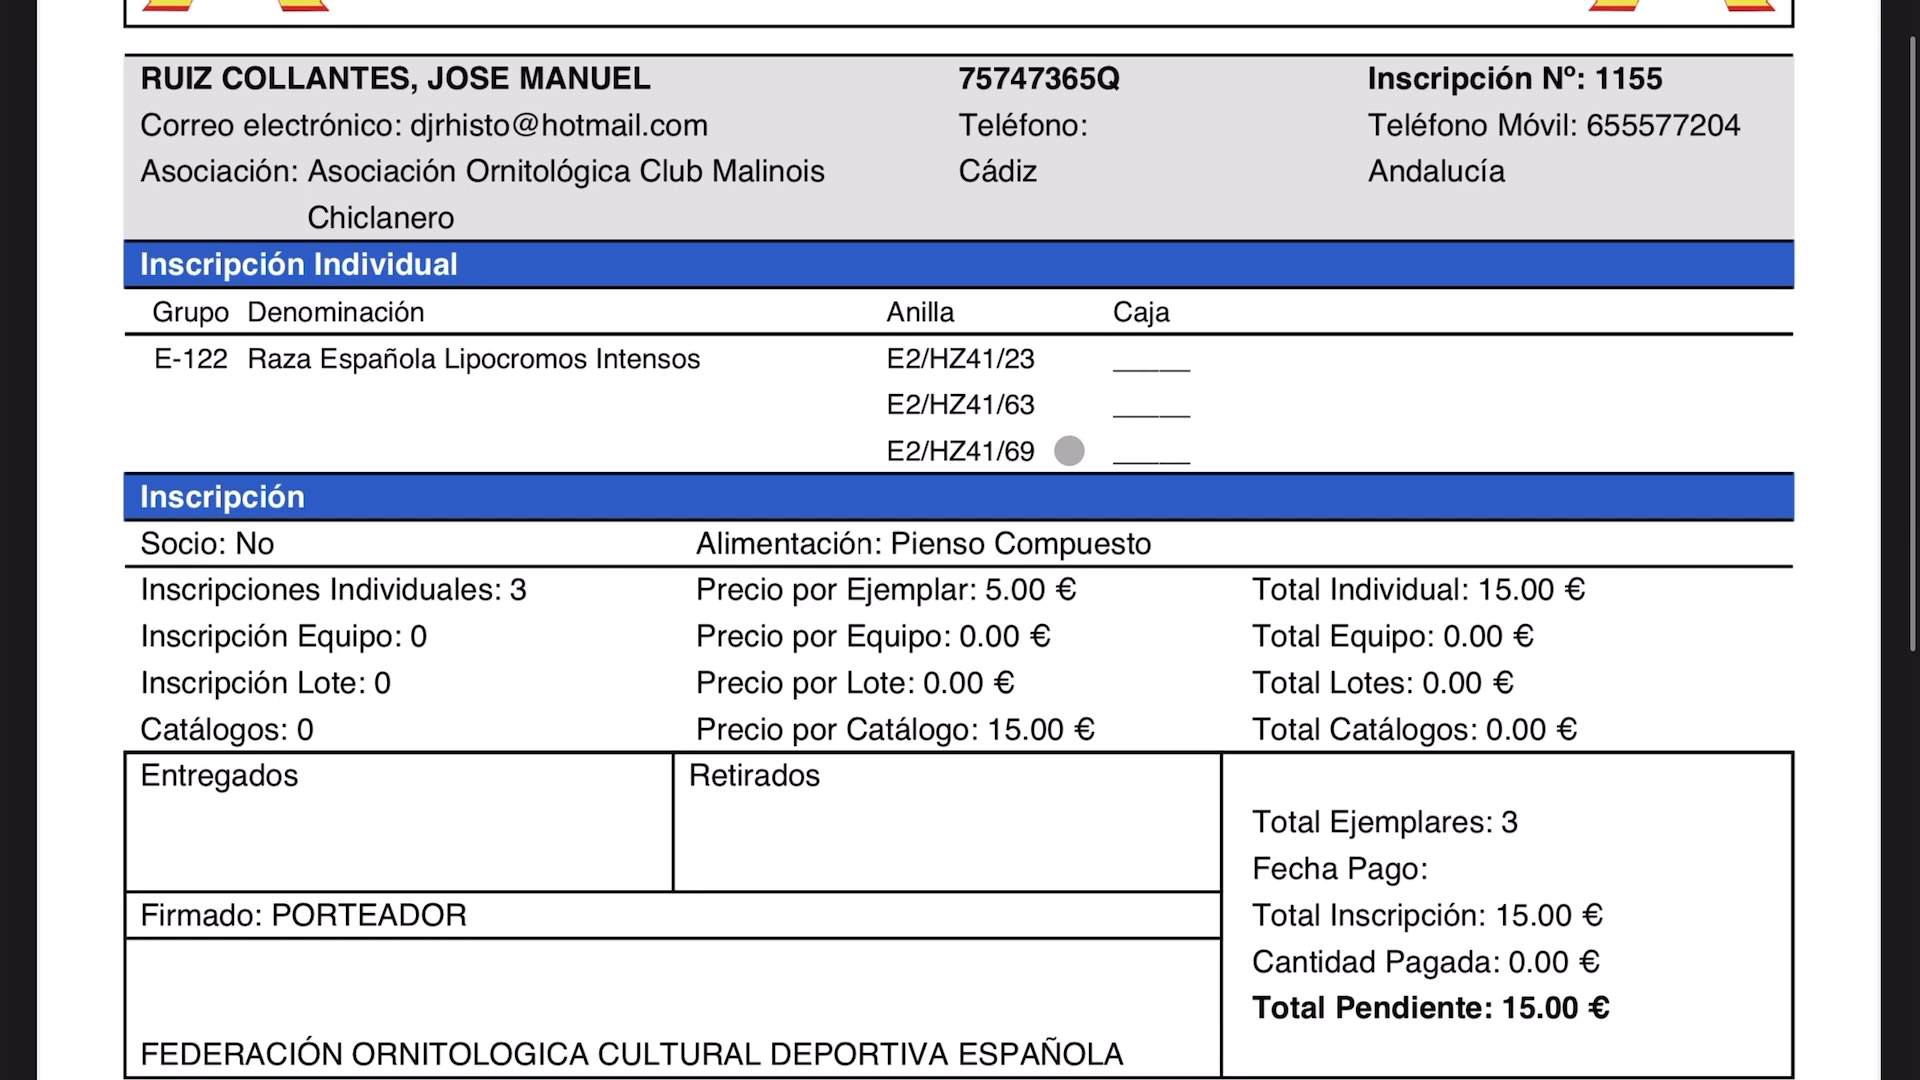 RUIZ COLLANTES, JOSE MANUEL 75747365Q Inscripción Nº: 1155
Correo electrónico: djrhisto@hotmail.com Teléfono: Teléfono Móvil: 655577204
Asociación: Asociación Ornitológica Club Malinois Cádiz Andalucía
Chiclanero
Inscripción Individual
Grupo Denominación Anilla Caja
E-122 Raza Española Lipocromos Intensos E2/HZ41/23 _____
E2/HZ41/63 _____
E2/HZ41/69 _____
Inscripción
Socio: No Alimentación: Pienso Compuesto
Inscripciones Individuales: 3 Precio por Ejemplar: 5.00 € Total Individual: 15.00 €
Inscripción Equipo: 0 Precio por Equipo: 0.00 € Total Equipo: 0.00 €
Inscripción Lote: 0 Precio por Lote: 0.00 € Total Lotes: 0.00 €
Catálogos: 0 Precio por Catálogo: 15.00 € Total Catálogos: 0.00 €
Entregados Retirados
Total Ejemplares: 3
Fecha Pago:
Firmado: PORTEADOR Total Inscripción: 15.00 €
Cantidad Pagada: 0.00 €
Total Pendiente: 15.00 €
FEDERACIÓN ORNITOLOGICA CULTURAL DEPORTIVA ESPAÑOLA